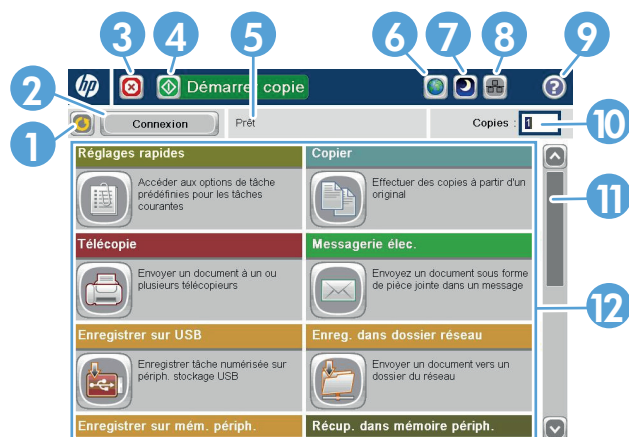 3 4 5 6 7 8 9
hp
Démarrer copie
?
2
Connexion
Prêt
Copies : 1
10
1
Réglages rapides
Accéder aux options de tâche
prédéfinies pour les tâches
courantes
Copier
Effectuer des copies à partir d'un
original
11
Télécopie
Envoyer un document à un ou
plusieurs télécopieurs
Messagerie élec.
Envoyez un document sous forme
de pièce jointe dans un message
12
Enregistrer sur USB
Enregistrer tâche numérisée sur
périph. stockage USB
Enreg. dans dossier réseau
Envoyer un document vers un
dossier du réseau
Enregistrer sur mém. périph.
Récup. dans mémoire périph.